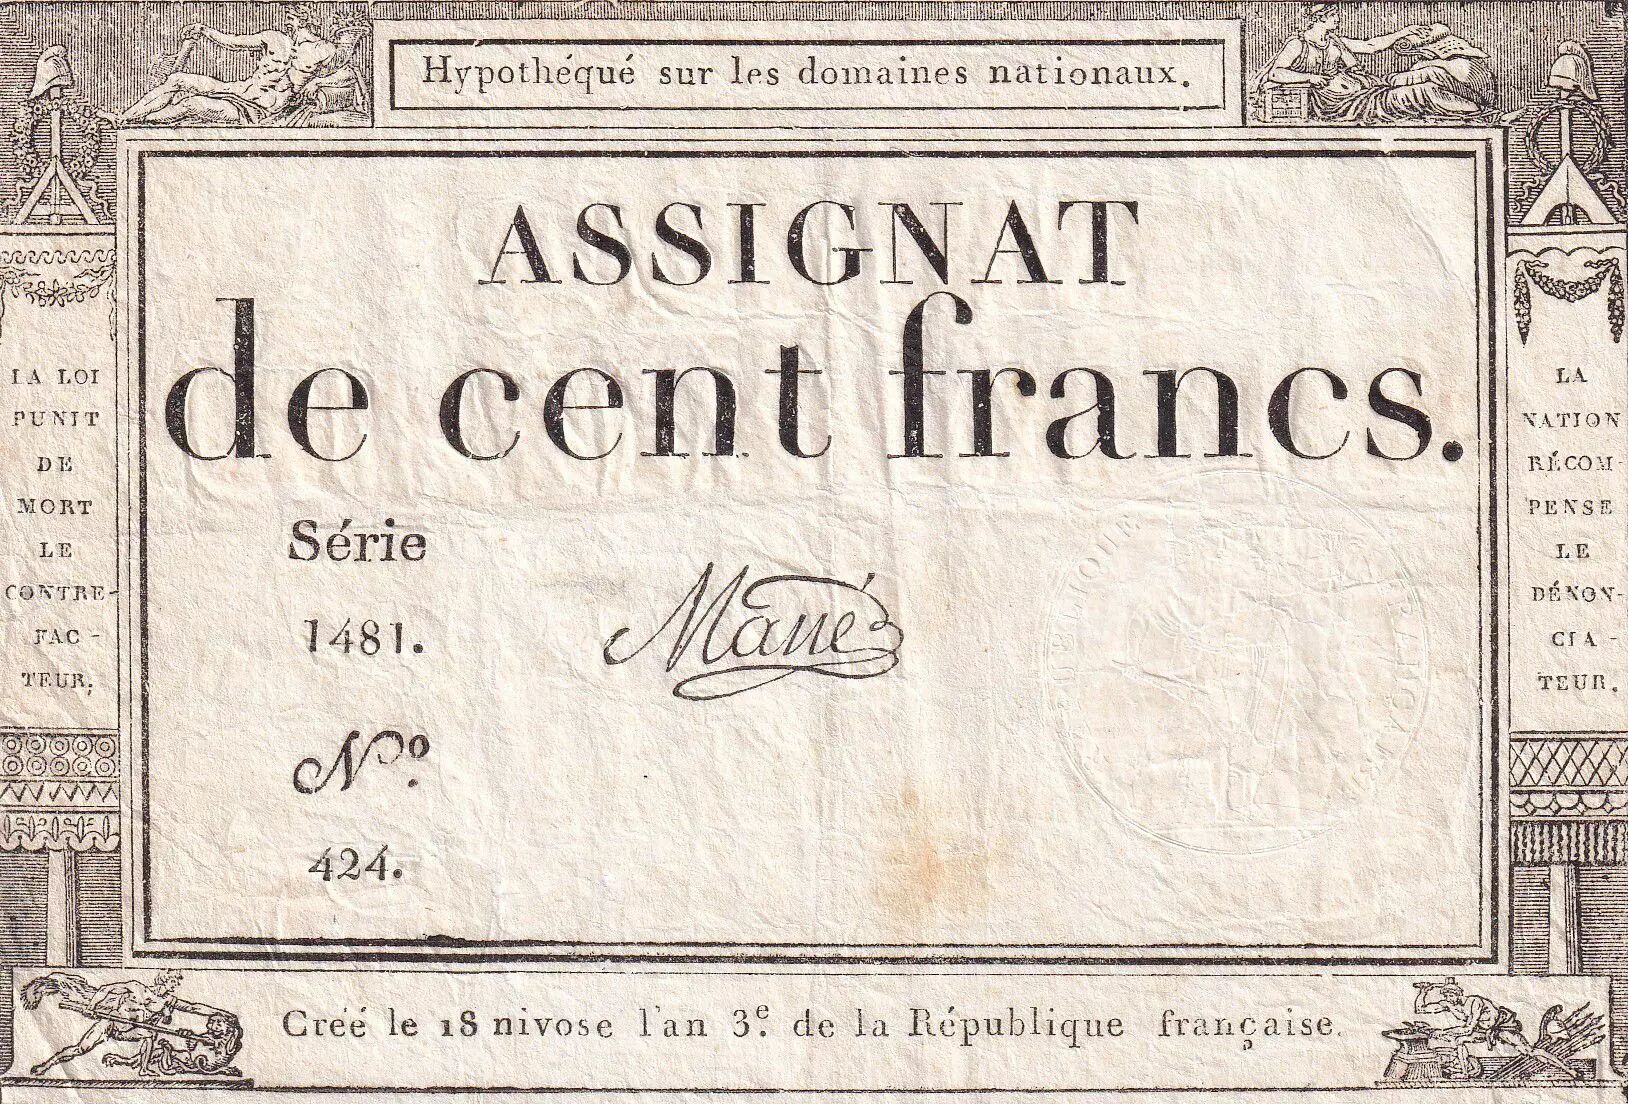 Hypothéqué sur les domaines nationaux.
ASSIGNAT
de cent francs.
Série
1481.
Nº.
424.
LA LOI
PUNIT
DE
MORT
LE
CONTRE-
FAC-
TEUR.
LA
NATION
RÉCOM-
PENSE
LE
DÉNON-
CIA-
TEUR.
Créé le 18 nivose l'an 3e. de la République française.